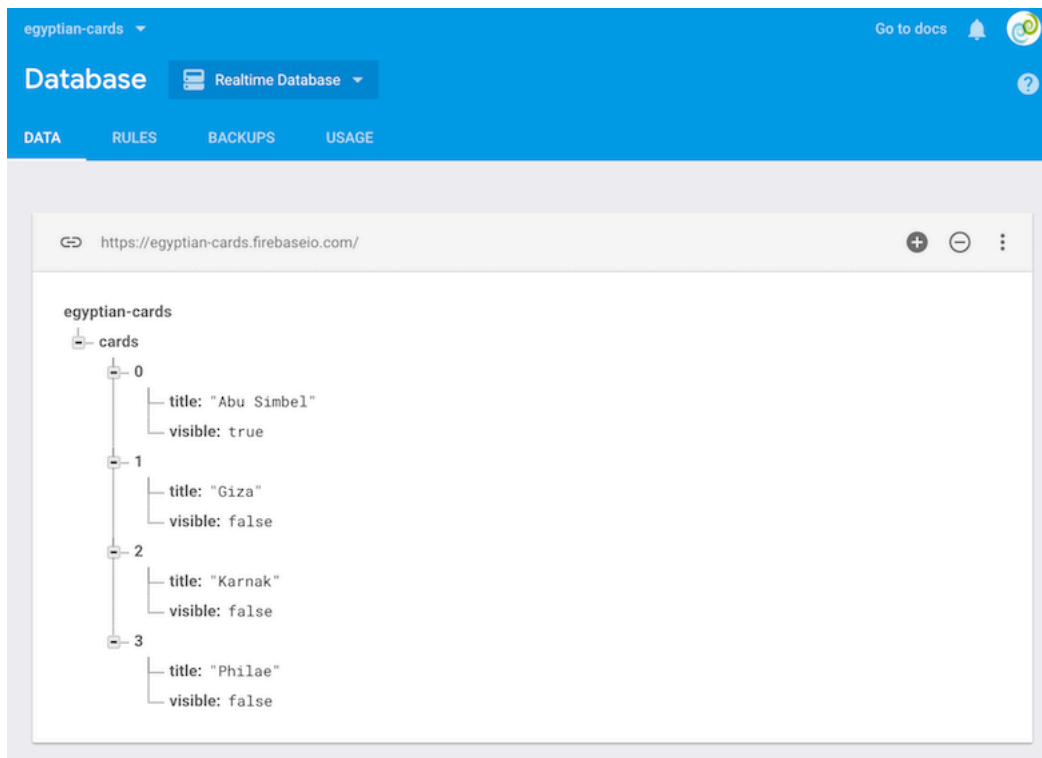 egyptian-cards Go to docs
Database Realtime Database
DATA RULES BACKUPS USAGE
https://egyptian-cards.firebaseio.com/
egyptian-cards
cards
0
title: "Abu Simbel"
visible: true
1
title: "Giza"
visible: false
2
title: "Karnak"
visible: false
3
title: "Philae"
visible: false